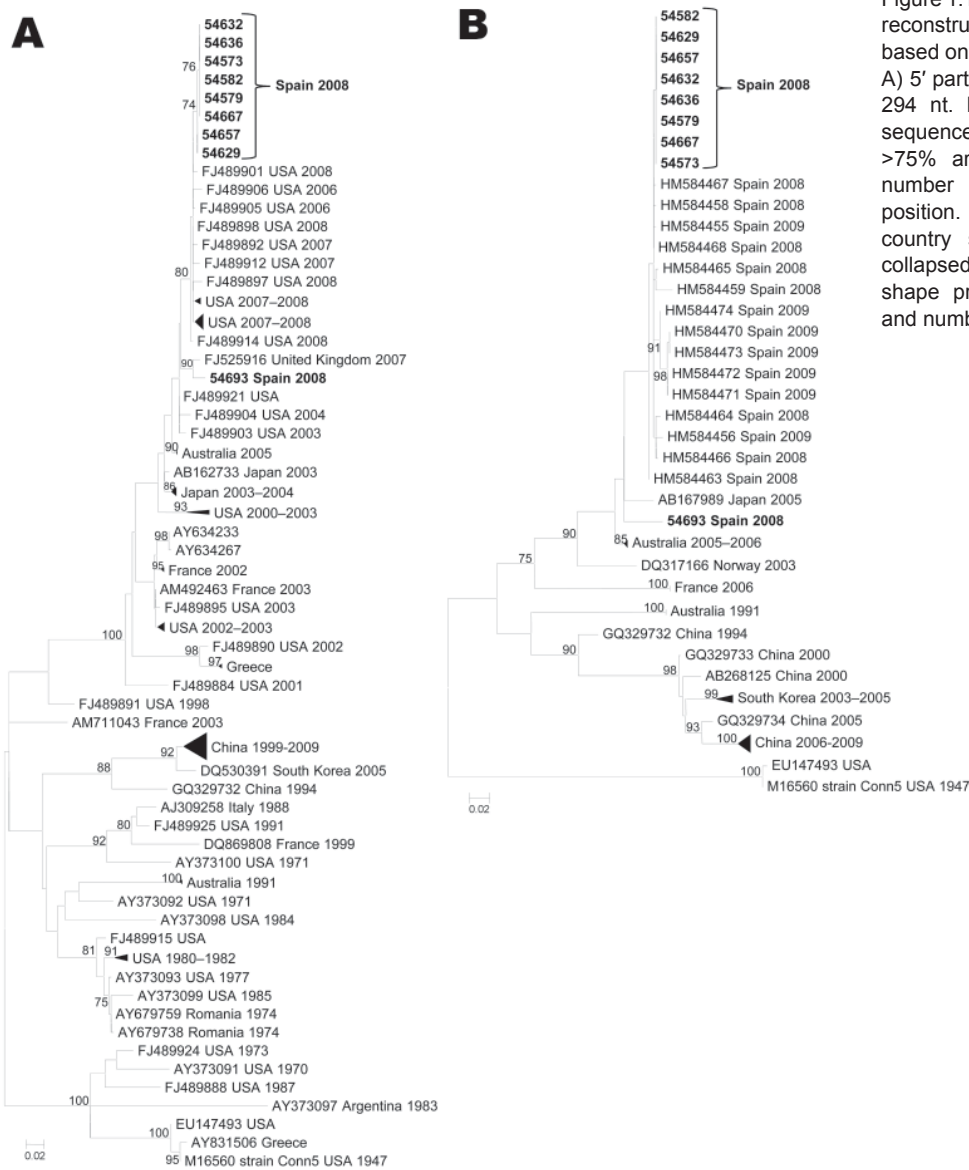 A
54632
54636
76
54573
54582
Spain 2008
54579
74
54667
54657
54629
FJ489901 USA 2008
FJ489906 USA 2006
FJ489905 USA 2006
FJ489898 USA 2008
FJ489892 USA 2007
FJ489912 USA 2007
80
FJ489897 USA 2008
USA 2007–2008
USA 2007–2008
FJ489914 USA 2008
FJ525916 United Kingdom 2007
90
54693 Spain 2008
FJ489921 USA
FJ489904 USA 2004
FJ489903 USA 2003
90
Australia 2005
AB162733 Japan 2003
86
Japan 2003–2004
93
USA 2000–2003
AY634233
98
AY634267
95
France 2002
AM492463 France 2003
FJ489895 USA 2003
USA 2002–2003
100
FJ489890 USA 2002
98
97
Greece
FJ489884 USA 2001
FJ489891 USA 1998
AM711043 France 2003
China 1999-2009
92
DQ530391 South Korea 2005
88
GQ329732 China 1994
AJ309258 Italy 1988
80
FJ489925 USA 1991
DQ869808 France 1999
92
AY373100 USA 1971
100
Australia 1991
AY373092 USA 1971
AY373098 USA 1984
FJ489915 USA
81
91
USA 1980–1982
AY373093 USA 1977
AY373099 USA 1985
75
AY679759 Romania 1974
AY679738 Romania 1974
FJ489924 USA 1973
AY373091 USA 1970
FJ489888 USA 1987
100
AY373097 Argentina 1983
EU147493 USA
100
AY831506 Greece
95
M16560 strain Conn5 USA 1947
0.02
B
54582
54629
54657
54632
Spain 2008
54636
54579
54667
54573
HM584467 Spain 2008
HM584458 Spain 2008
HM584455 Spain 2009
HM584468 Spain 2008
HM584465 Spain 2008
HM584459 Spain 2008
HM584474 Spain 2009
HM584470 Spain 2009
91
HM584473 Spain 2009
98
HM584472 Spain 2009
HM584471 Spain 2009
HM584464 Spain 2008
HM584456 Spain 2009
HM584466 Spain 2008
HM584463 Spain 2008
AB167989 Japan 2005
54693 Spain 2008
90
85
Australia 2005–2006
75
DQ317166 Norway 2003
100
France 2006
100
Australia 1991
GQ329732 China 1994
90
GQ329733 China 2000
98
AB268125 China 2000
99
South Korea 2003–2005
GQ329734 China 2005
93
100
China 2006-2009
EU147493 USA
100
M16560 strain Conn5 USA 1947
0.02
reconstru
based on
A) 5′ part
294 nt.
sequence
>75% ar
number
position.
country
collapsed
shape pr
and numb